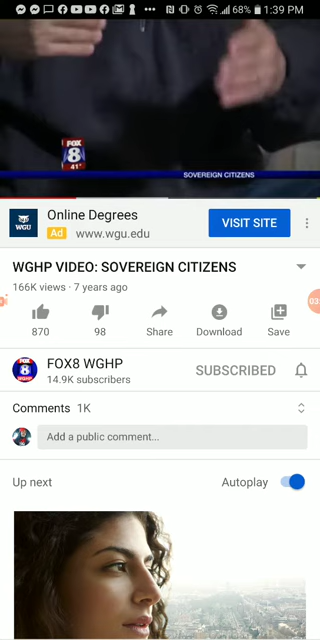 68% 1:39 PM
FOX
8
41°
SOVEREIGN CITIZENS
WGU
Online Degrees
Ad www.wgu.edu
VISIT SITE
WGHP VIDEO: SOVEREIGN CITIZENS
166K views · 7 years ago
870 98 Share Download Save
FOX8 WGHP
14.9K subscribers
SUBSCRIBED
Comments 1K
Add a public comment...
Up next Autoplay